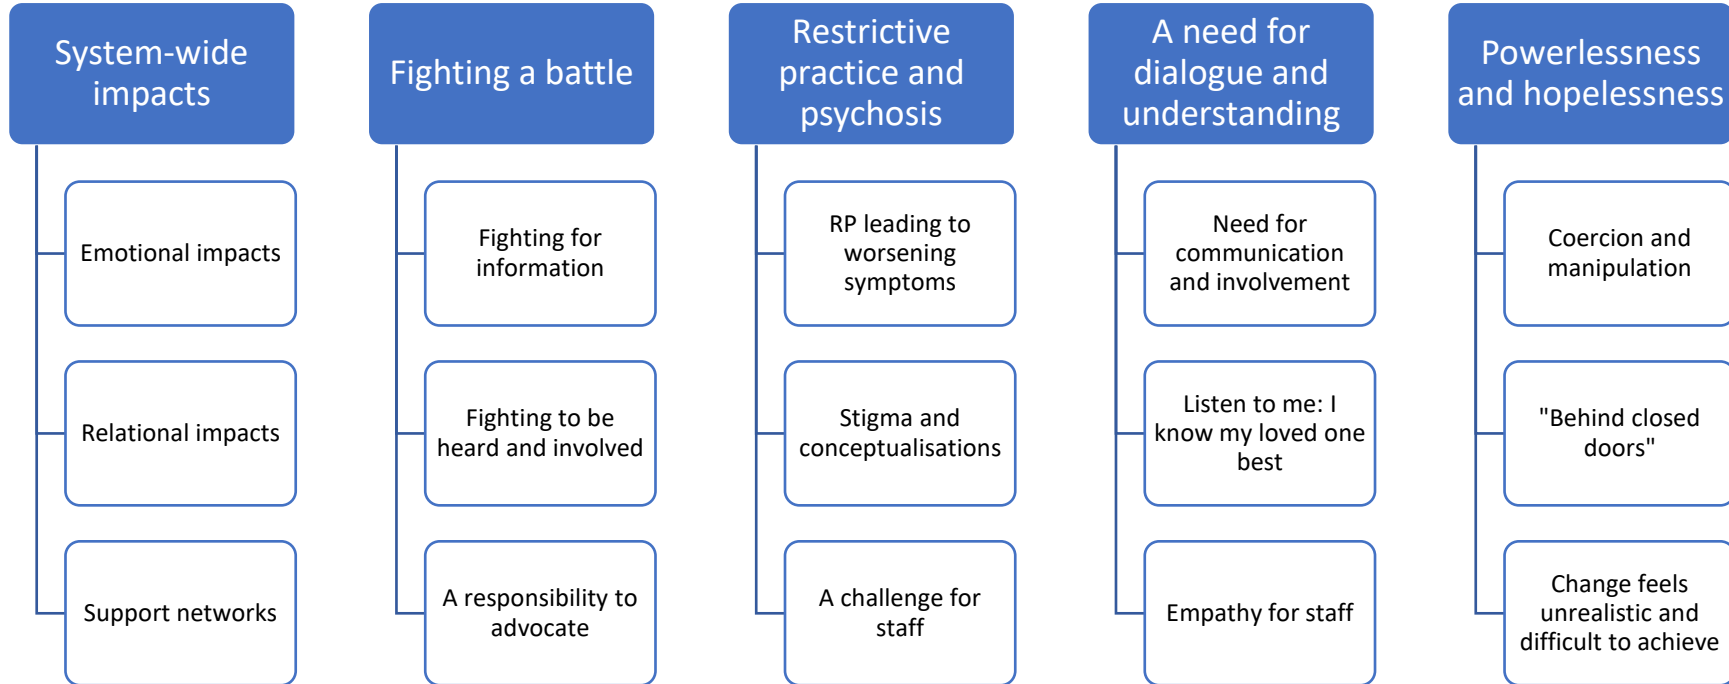 System-wide
impacts
Emotional impacts
Relational impacts
Support networks
Fighting a battle
Fighting for
information
Fighting to be
heard and involved
A responsibility to
advocate
Restrictive
practice and
psychosis
RP leading to
worsening
symptoms
Stigma and
conceptualisations
A challenge for
staff
A need for
dialogue and
understanding
Need for
communication
and involvement
Listen to me: I
know my loved one
best
Empathy for staff
Powerlessness
and hopelessness
Coercion and
manipulation
"Behind closed
doors"
Change feels
unrealistic and
difficult to achieve